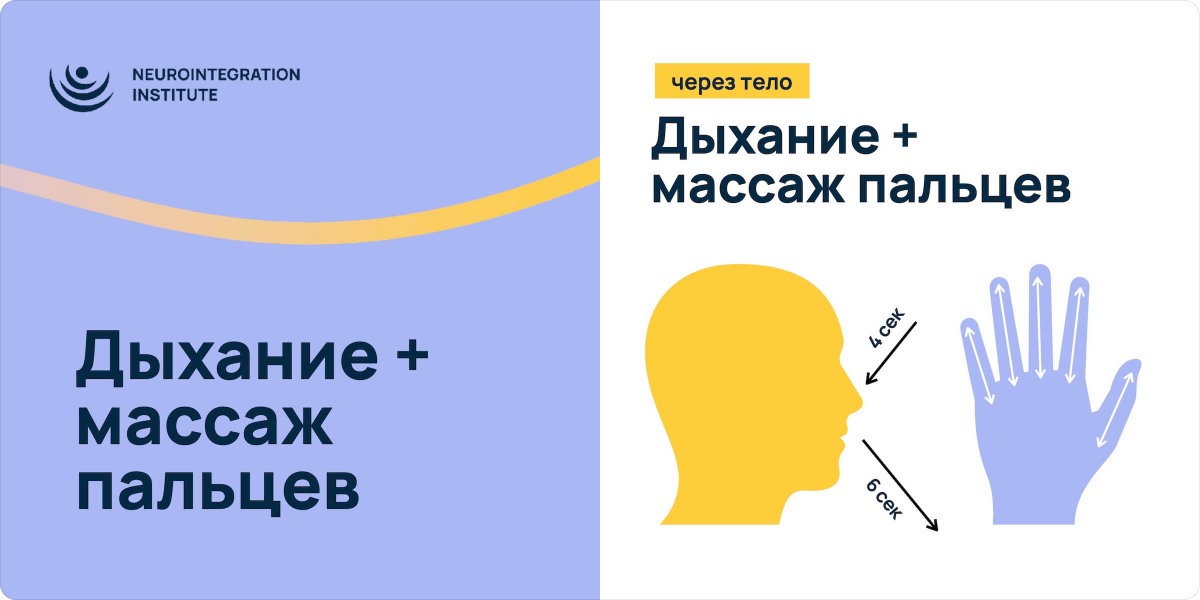 NEUROINTEGRATION
INSTITUTE
Дыхание +
массаж
пальцев
через тело
Дыхание +
массаж пальцев
4 сек
6 сек